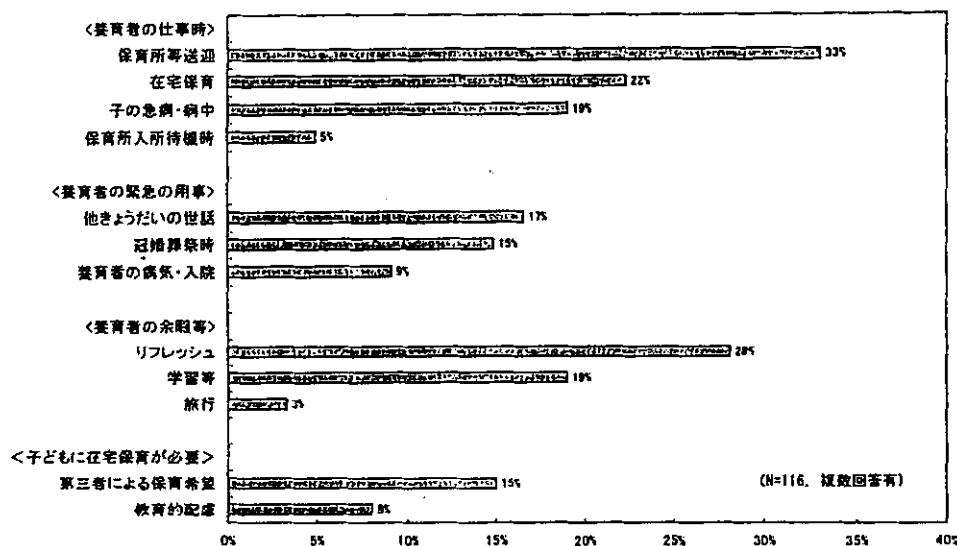 <養育者の仕事時>
保育所等送迎 33%
在宅保育 22%
子の急病・病中 19%
保育所入所待機時 5%
<養育者の緊急の用事>
他きょうだいの世話 17%
冠婚葬祭時 15%
養育者の病気・入院 9%
<養育者の余暇等>
リフレッシュ 28%
学習等 19%
旅行 3%
<子どもに在宅保育が必要>
第三者による保育希望 15%
教育的配慮 8%
(N=116, 複数回答有)
0% 5% 10% 15% 20% 25% 30% 35% 40%